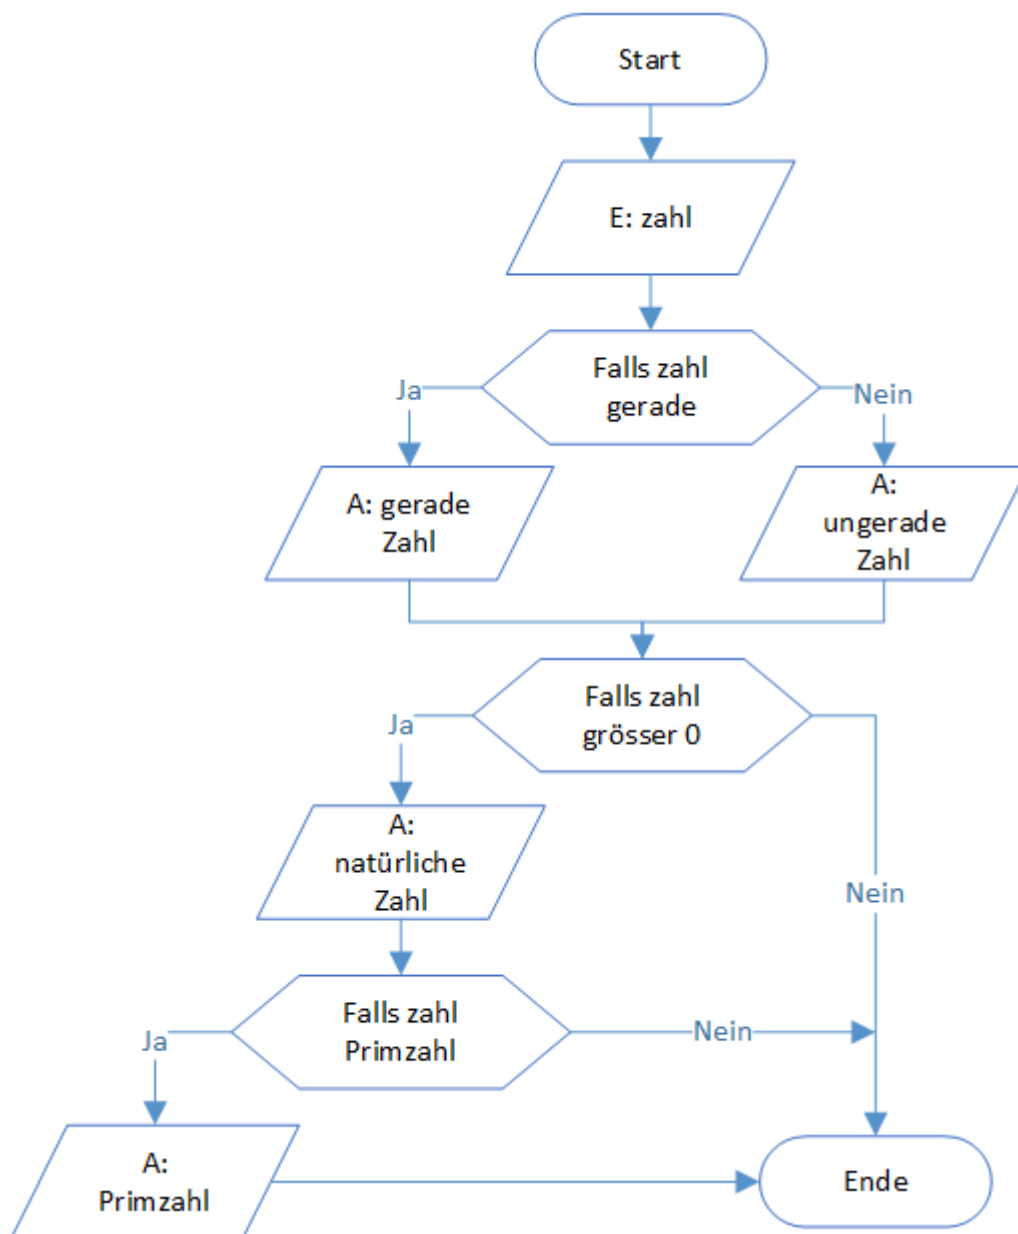 Start
E: zahl
Falls zahl
gerade
Ja
Nein
A: gerade
Zahl
A:
ungerade
Zahl
Falls zahl
grösser 0
Ja
A:
natürliche
Zahl
Nein
Falls zahl
Primzahl
Ja
Nein
A:
Primzahl
Ende